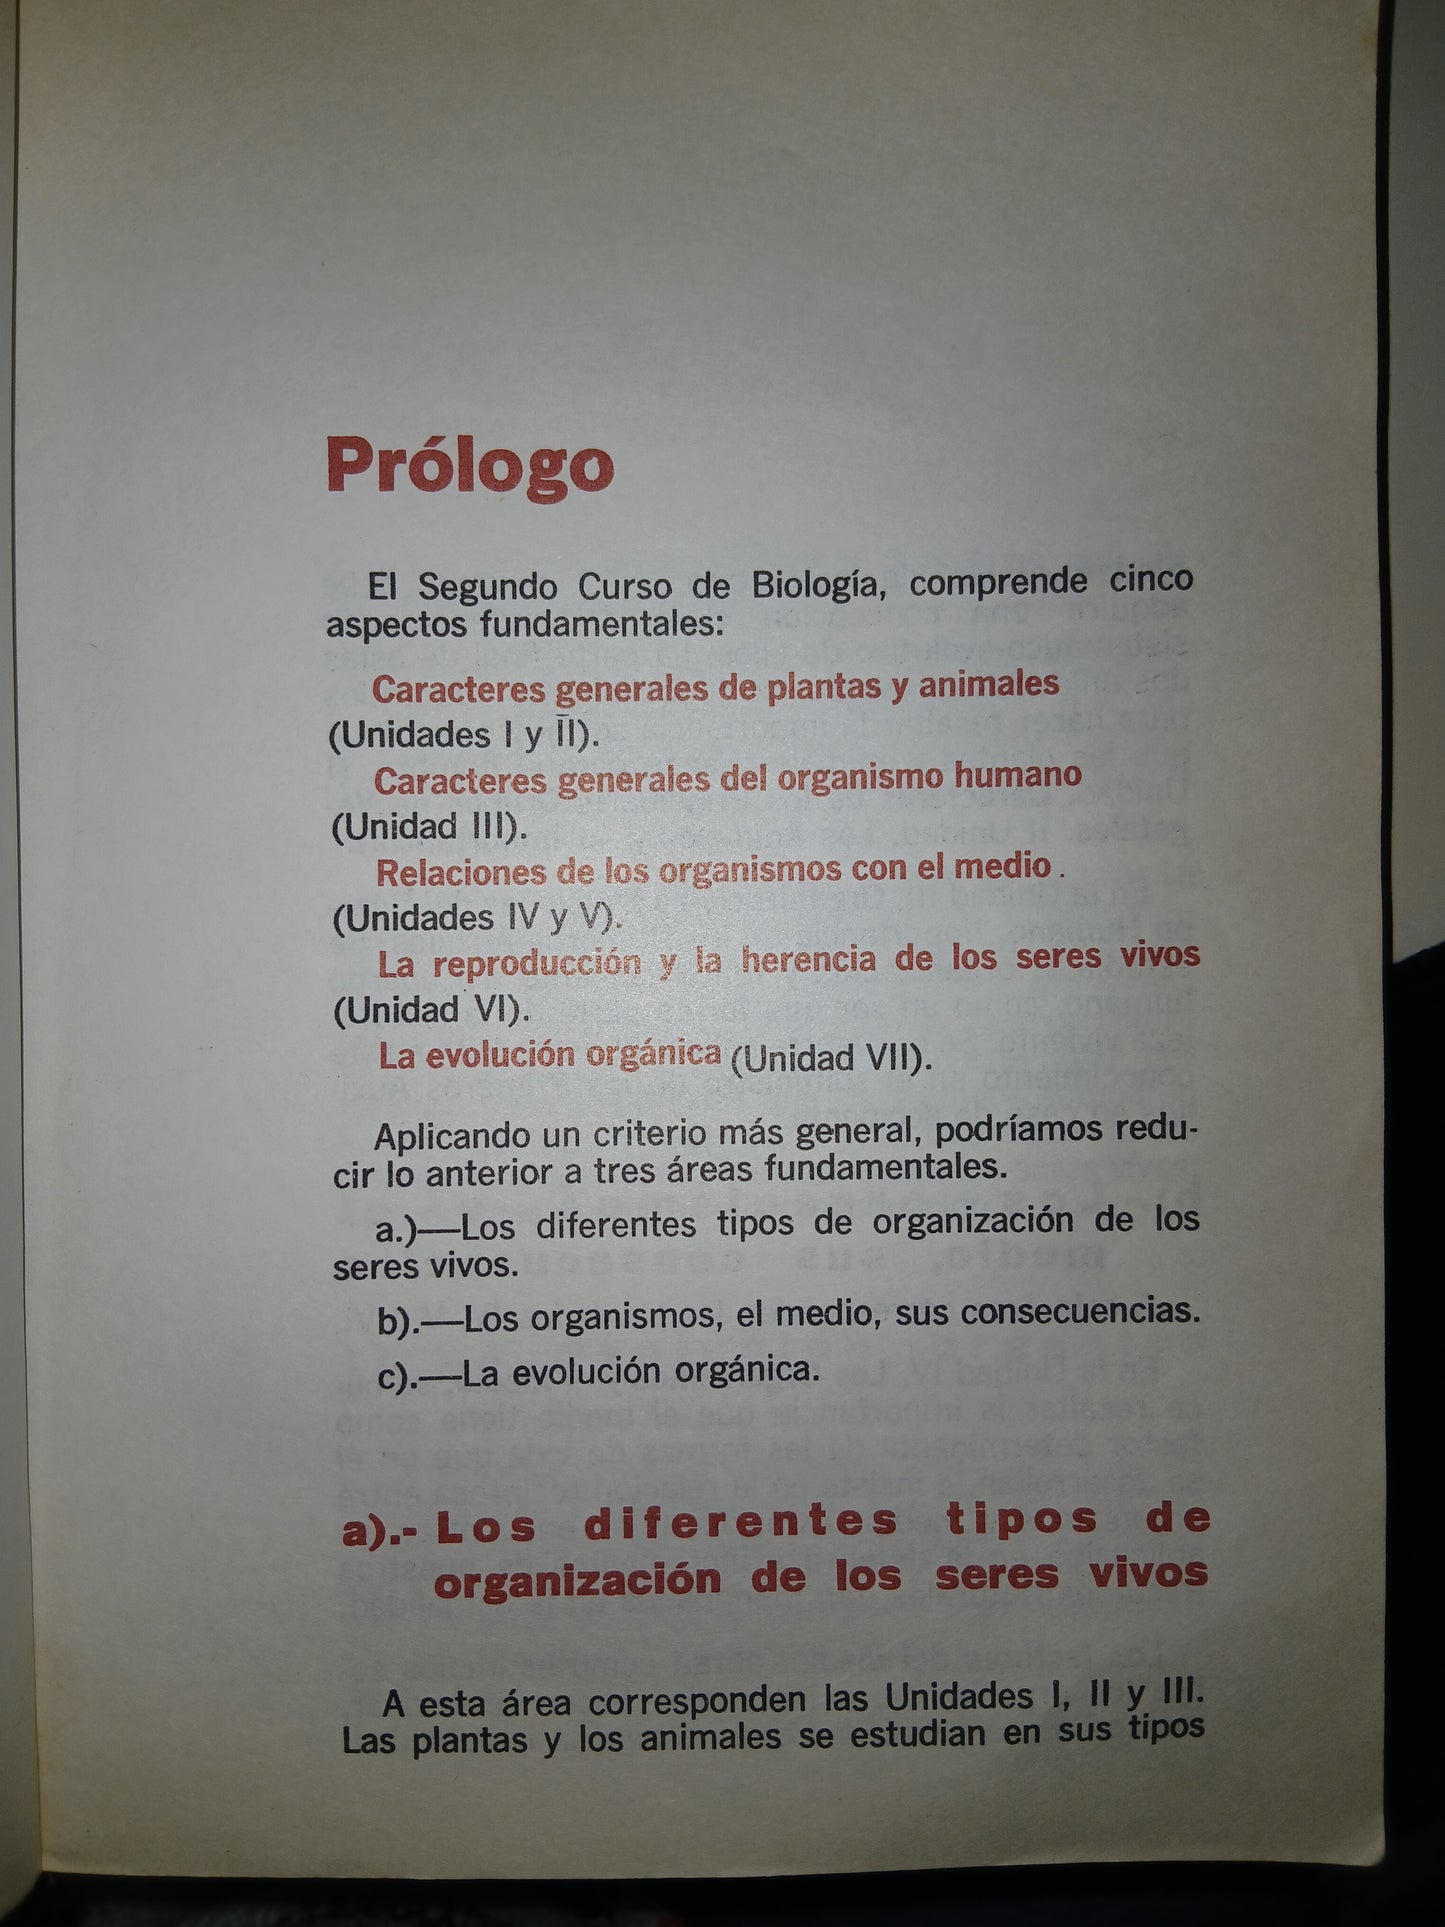 Prólogo
El Segundo Curso de Biología, comprende cinco
aspectos fundamentales:
Caracteres generales de plantas y animales
(Unidades I y II).
Caracteres generales del organismo humano
(Unidad III).
Relaciones de los organismos con el medio .
(Unidades IV y V).
La reproducción y la herencia de los seres vivos
(Unidad VI).
La evolución orgánica (Unidad VII).
Aplicando un criterio más general, podríamos redu-
cir lo anterior a tres áreas fundamentales.
a.)—Los diferentes tipos de organización de los
seres vivos.
b).—Los organismos, el medio, sus consecuencias.
c).—La evolución orgánica.
a).- Los diferentes tipos de
organización de los seres vivos
A esta área corresponden las Unidades I, II y III.
Las plantas y los animales se estudian en sus tipos